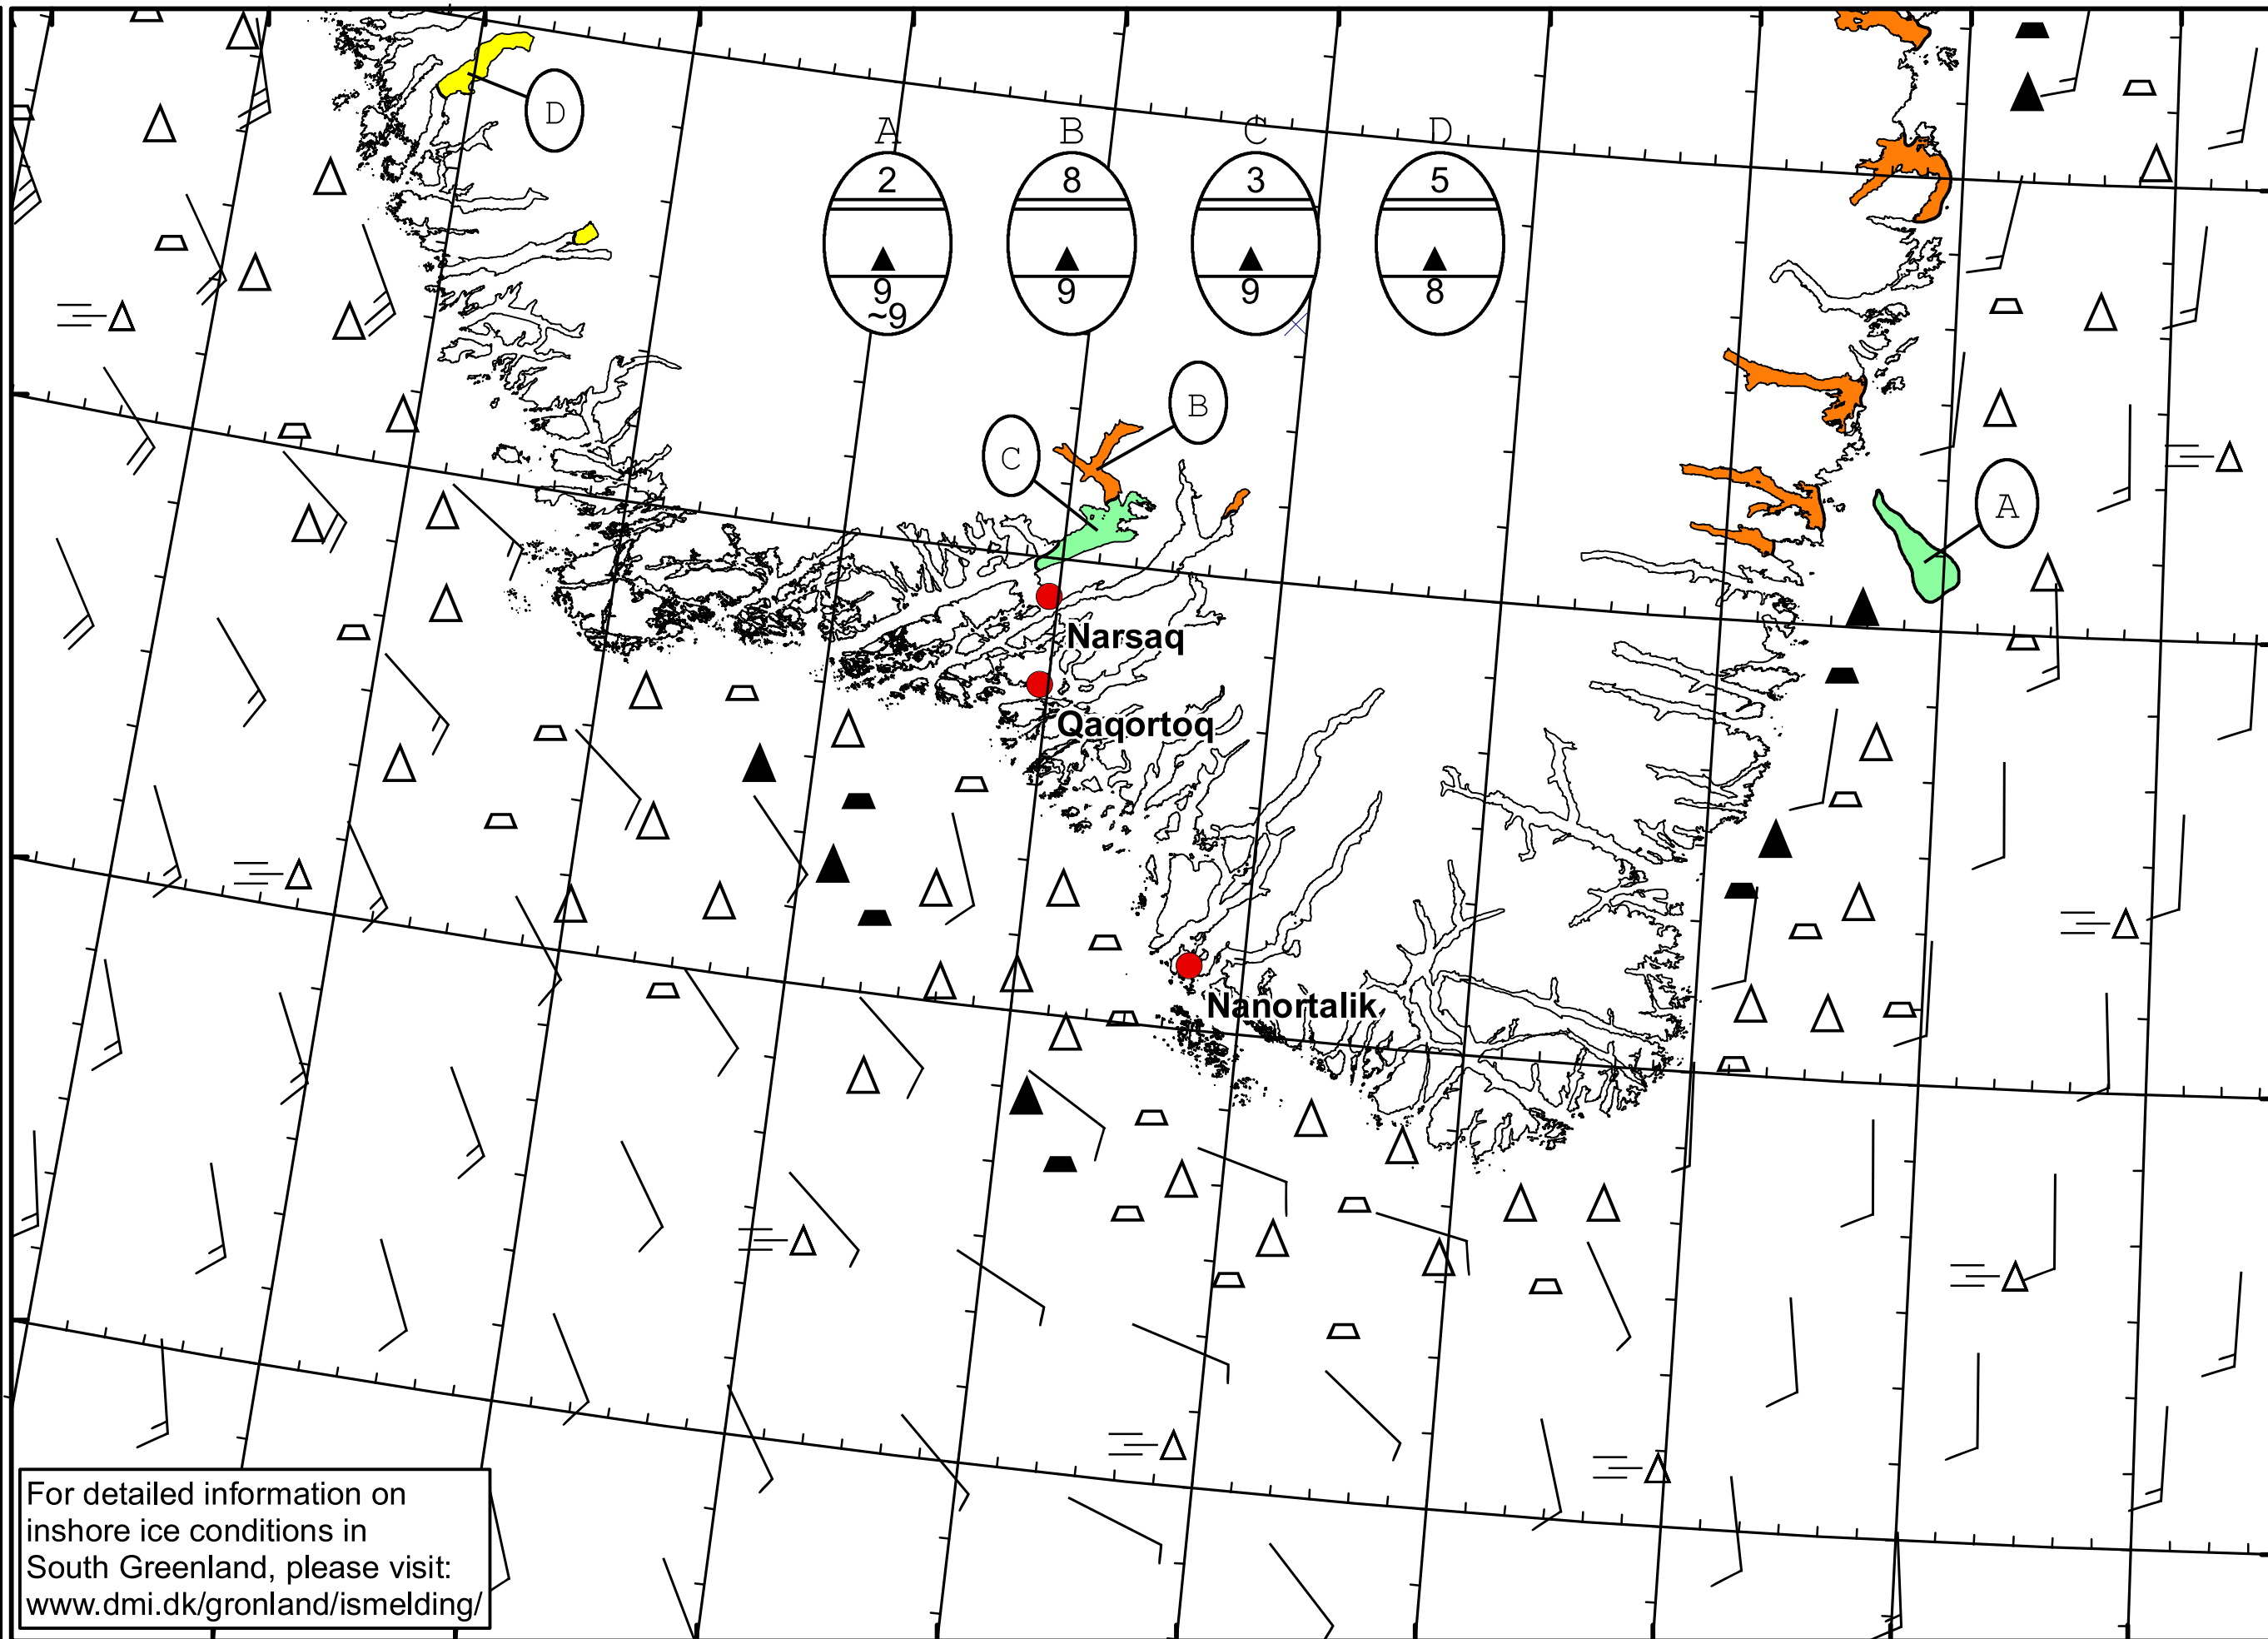 D
A B C D
2 8 3 5
9 9 9 8
~9
B
C
A
Narsaq
Qaqortoq
Nanortalik
For detailed information on
inshore ice conditions in
South Greenland, please visit:
www.dmi.dk/gronland/ismelding/